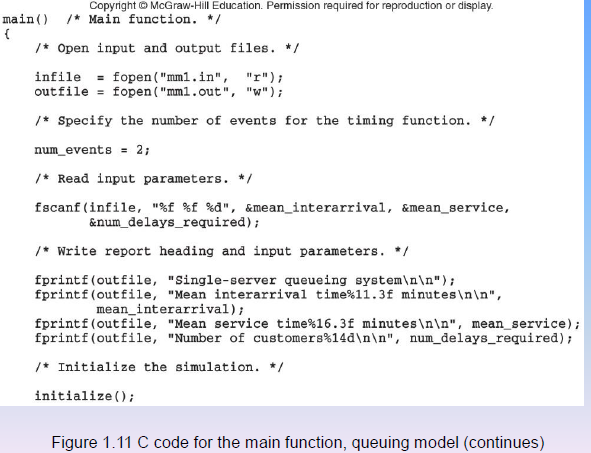 Copyright © McGraw-Hill Education. Permission required for reproduction or display.
main()  /* Main function. */
{
    /* Open input and output files. */
    infile  = fopen("mm1.in",  "r");
    outfile = fopen("mm1.out", "w");
    /* Specify the number of events for the timing function. */
    num_events = 2;
    /* Read input parameters. */
    fscanf(infile, "%f %f %d", &mean_interarrival, &mean_service,
           &num_delays_required);
    /* Write report heading and input parameters. */
    fprintf(outfile, "Single-server queueing system\n\n");
    fprintf(outfile, "Mean interarrival time%11.3f minutes\n\n",
            mean_interarrival);
    fprintf(outfile, "Mean service time%16.3f minutes\n\n", mean_service);
    fprintf(outfile, "Number of customers%14d\n\n", num_delays_required);
    /* Initialize the simulation. */
    initialize();
Figure 1.11 C code for the main function, queuing model (continues)